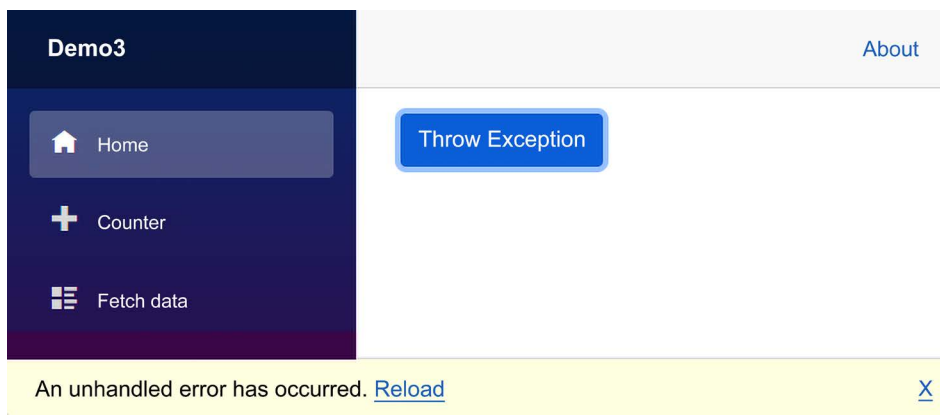 Demo3
About
Home
Throw Exception
Counter
Fetch data
An unhandled error has occurred. Reload X